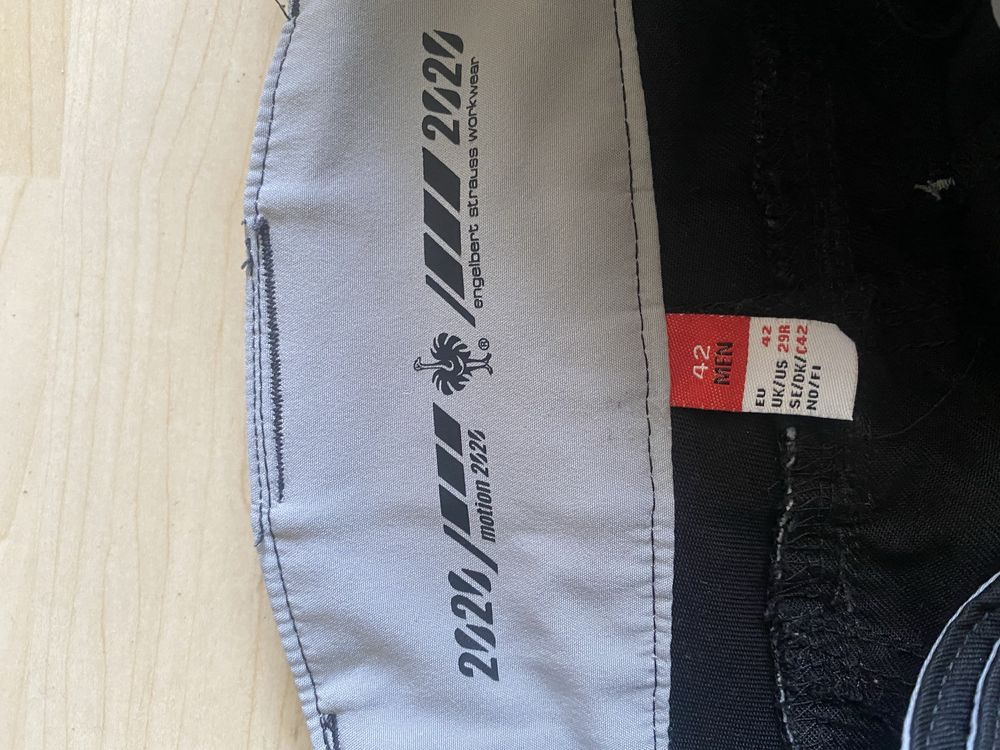 2020
motion 2020
®
2020
engelbert strauss workwear
42
MEN
EU 42
UK/US 29R
SE/DK/ C42
NO/FI